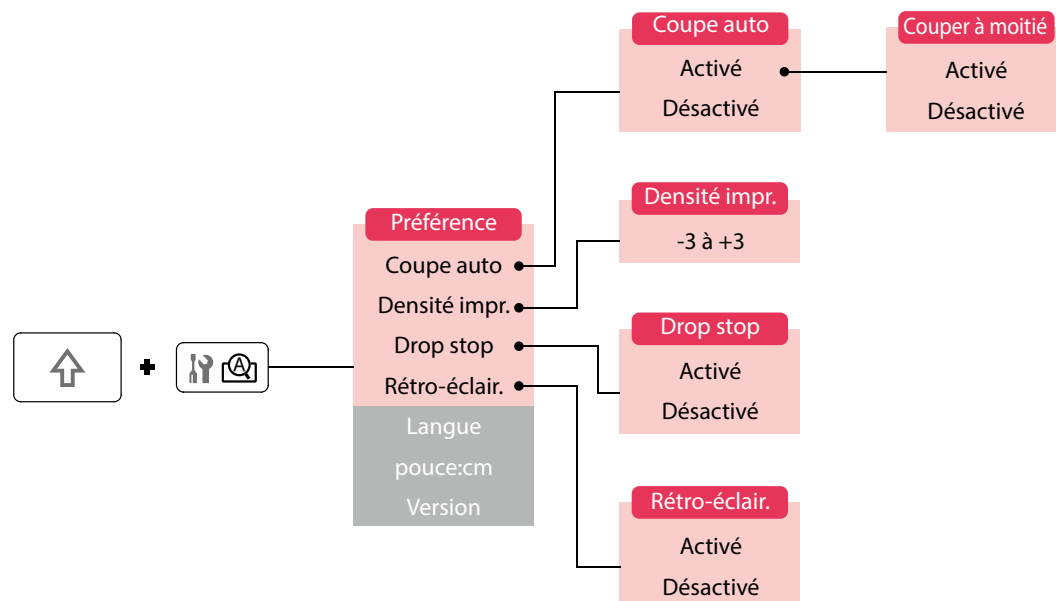 Coupe auto
Activé
Désactivé
Couper à moitié
Activé
Désactivé
Densité impr.
-3 à +3
Préférence
Coupe auto
Densité impr.
Drop stop
Rétro-éclair.
Langue
pouce:cm
Version
+
A
Drop stop
Activé
Désactivé
Rétro-éclair.
Activé
Désactivé